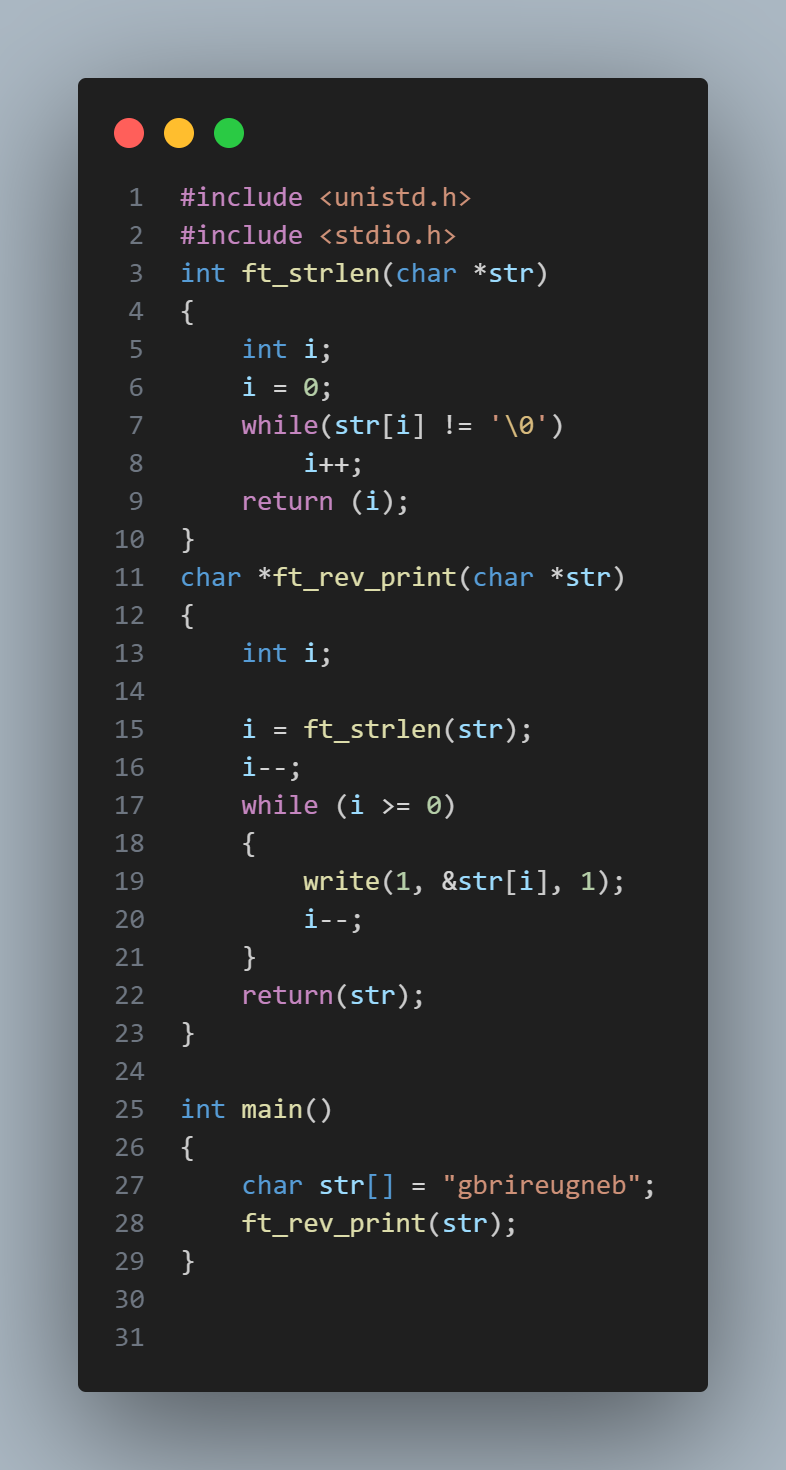 1 #include <unistd.h>
2 #include <stdio.h>
3 int ft_strlen(char *str)
4 {
5     int i;
6     i = 0;
7     while(str[i] != '\0')
8         i++;
9     return (i);
10 }
11 char *ft_rev_print(char *str)
12 {
13     int i;
14
15     i = ft_strlen(str);
16     i--;
17     while (i >= 0)
18     {
19         write(1, &str[i], 1);
20         i--;
21     }
22     return(str);
23 }
24
25 int main()
26 {
27     char str[] = "gbrireugneb";
28     ft_rev_print(str);
29 }
30
31